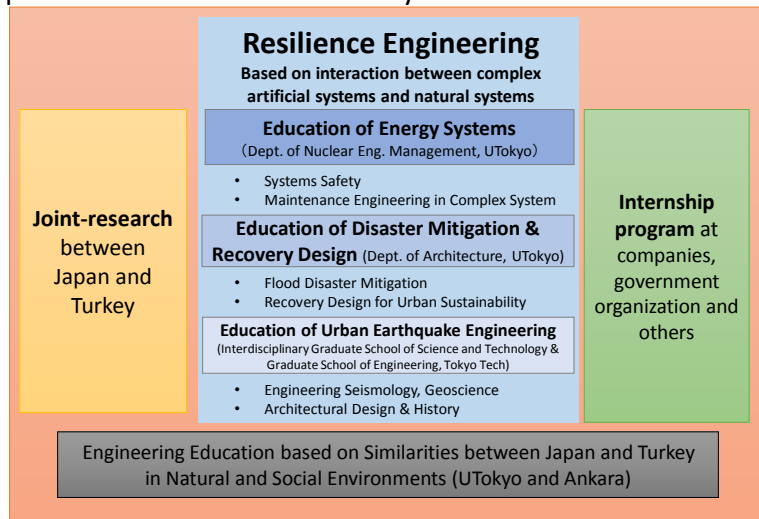 Resilience Engineering
Based on interaction between complex
artificial systems and natural systems
Education of Energy Systems
(Dept. of Nuclear Eng. Management, UTokyo)
• Systems Safety
• Maintenance Engineering in Complex System
Education of Disaster Mitigation &
Recovery Design (Dept. of Architecture, UTokyo)
• Flood Disaster Mitigation
• Recovery Design for Urban Sustainability
Education of Urban Earthquake Engineering
(Interdisciplinary Graduate School of Science and Technology &
Graduate School of Engineering, Tokyo Tech)
• Engineering Seismology, Geoscience
• Architectural Design & History
Joint-research
between
Japan and
Turkey
Internship
program at
companies,
government
organization and
others
Engineering Education based on Similarities between Japan and Turkey
in Natural and Social Environments (UTokyo and Ankara)